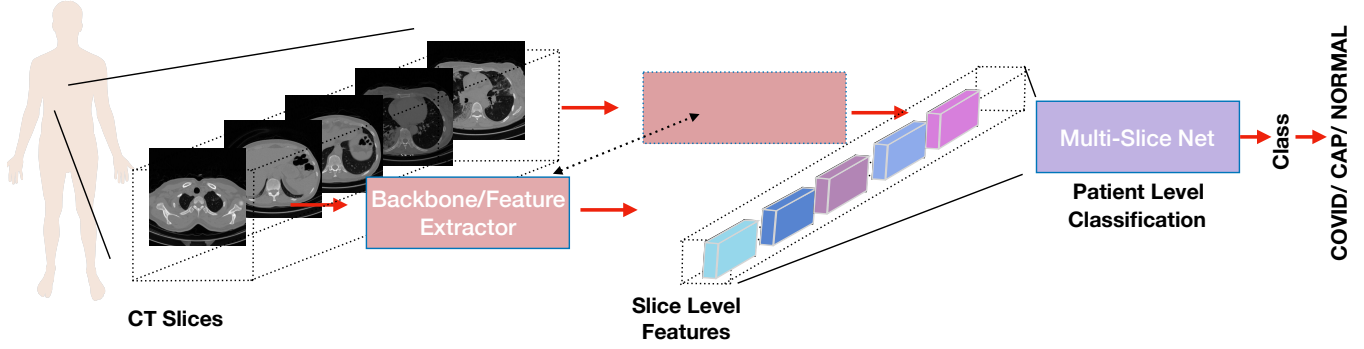 CT Slices
Backbone/Feature
Extractor
Slice Level
Features
Multi-Slice Net
Patient Level
Classification
Class
COVID/ CAP/ NORMAL